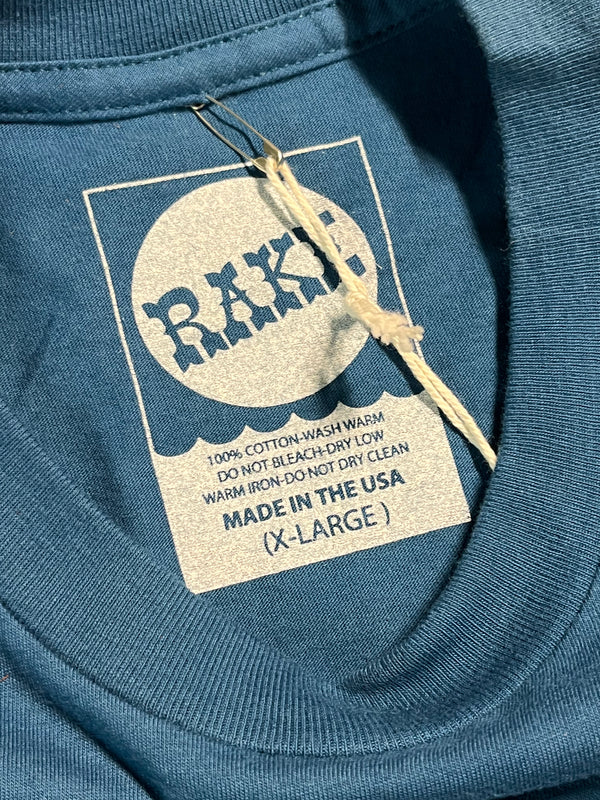 RAKE
100% COTTON-WASH WARM
DO NOT BLEACH-DRY LOW
WARM IRON-DO NOT DRY CLEAN
MADE IN THE USA
(X-LARGE )